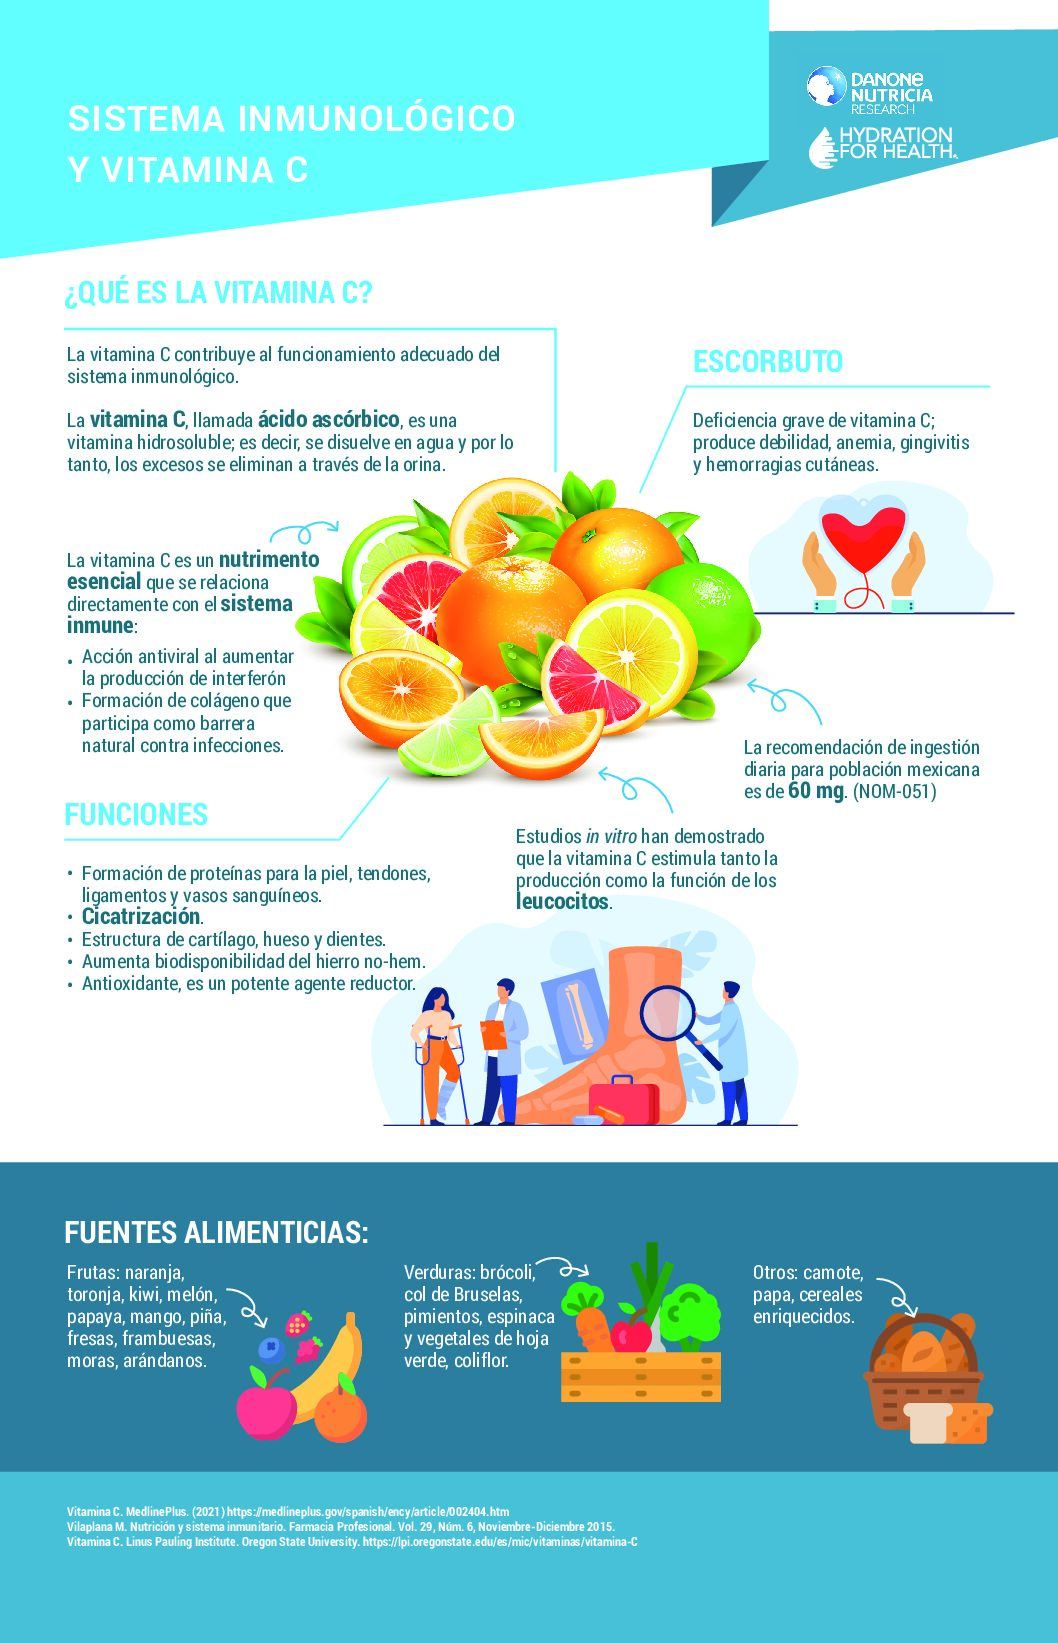 SISTEMA INMUNOLÓGICO
Y VITAMINA C
DANONE
NUTRICIA
RESEARCH
HYDRATION
FOR HEALTH
¿QUÉ ES LA VITAMINA C?
La vitamina C contribuye al funcionamiento adecuado del
sistema inmunológico.
La vitamina C, llamada ácido ascórbico, es una
vitamina hidrosoluble; es decir, se disuelve en agua y por lo
tanto, los excesos se eliminan a través de la orina.
ESCORBUTO
Deficiencia grave de vitamina C;
produce debilidad, anemia, gingivitis
y hemorragias cutáneas.
La vitamina C es un nutrimento
esencial que se relaciona
directamente con el sistema
inmune:
• Acción antiviral al aumentar
la producción de interferón
• Formación de colágeno que
participa como barrera
natural contra infecciones.
La recomendación de ingestión
diaria para población mexicana
es de 60 mg. (NOM-051)
Estudios in vitro han demostrado
que la vitamina C estimula tanto la
producción como la función de los
leucocitos.
FUNCIONES
• Formación de proteínas para la piel, tendones,
ligamentos y vasos sanguíneos.
• Cicatrización.
• Estructura de cartílago, hueso y dientes.
• Aumenta biodisponibilidad del hierro no-hem.
• Antioxidante, es un potente agente reductor.
FUENTES ALIMENTICIAS:
Frutas: naranja,
toronja, kiwi, melón,
papaya, mango, piña,
fresas, frambuesas,
moras, arándanos.
Verduras: brócoli,
col de Bruselas,
pimientos, espinaca
y vegetales de hoja
verde, coliflor.
Otros: camote,
papa, cereales
enriquecidos.
Vitamina C. MedlinePlus. (2021) https://medlineplus.gov/spanish/ency/article/002404.htm
Vilaplana M. Nutrición y sistema inmunitario. Farmacia Profesional. Vol. 29, Núm. 6, Noviembre-Diciembre 2015.
Vitamina C. Linus Pauling Institute. Oregon State University. https://lpi.oregonstate.edu/es/mic/vitaminas/vitamina-C